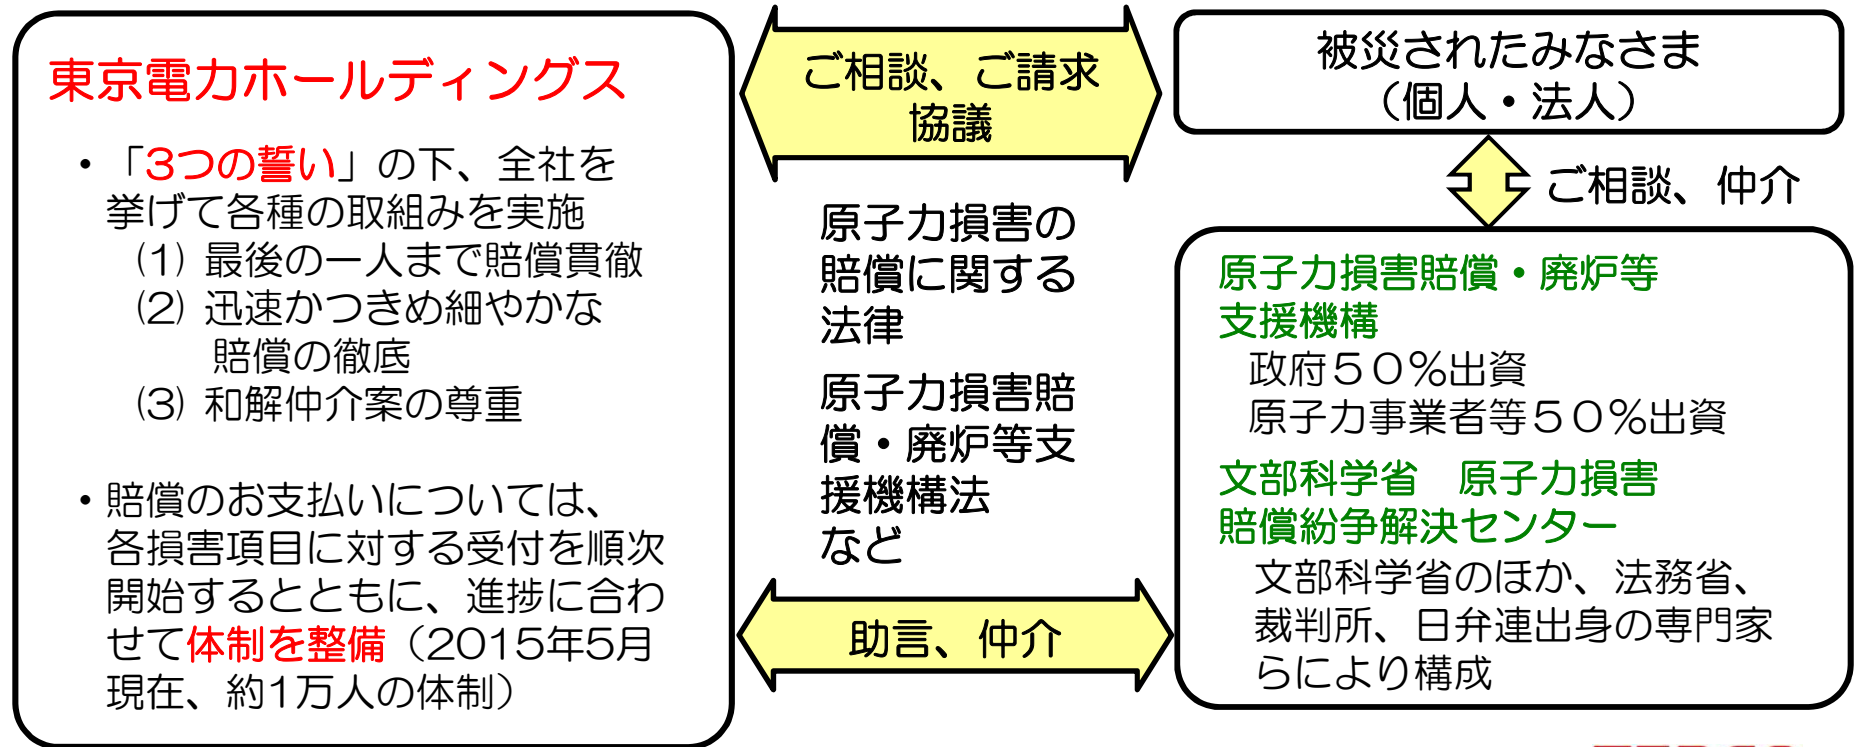 東京電力ホールディングス
・「3つの誓い」の下、全社を
挙げて各種の取組みを実施
(1) 最後の一人まで賠償貫徹
(2) 迅速かつきめ細やかな
賠償の徹底
(3) 和解仲介案の尊重
・賠償のお支払いについては、
各損害項目に対する受付を順次
開始するとともに、進捗に合わ
せて体制を整備（2015年5月
現在、約1万人の体制）
ご相談、ご請求
協議
原子力損害の
賠償に関する
法律
原子力損害賠
償・廃炉等支
援機構法
など
助言、仲介
被災されたみなさま
（個人・法人）
ご相談、仲介
原子力損害賠償・廃炉等
支援機構
政府５０％出資
原子力事業者等５０％出資
文部科学省　原子力損害
賠償紛争解決センター
文部科学省のほか、法務省、
裁判所、日弁連出身の専門家
らにより構成